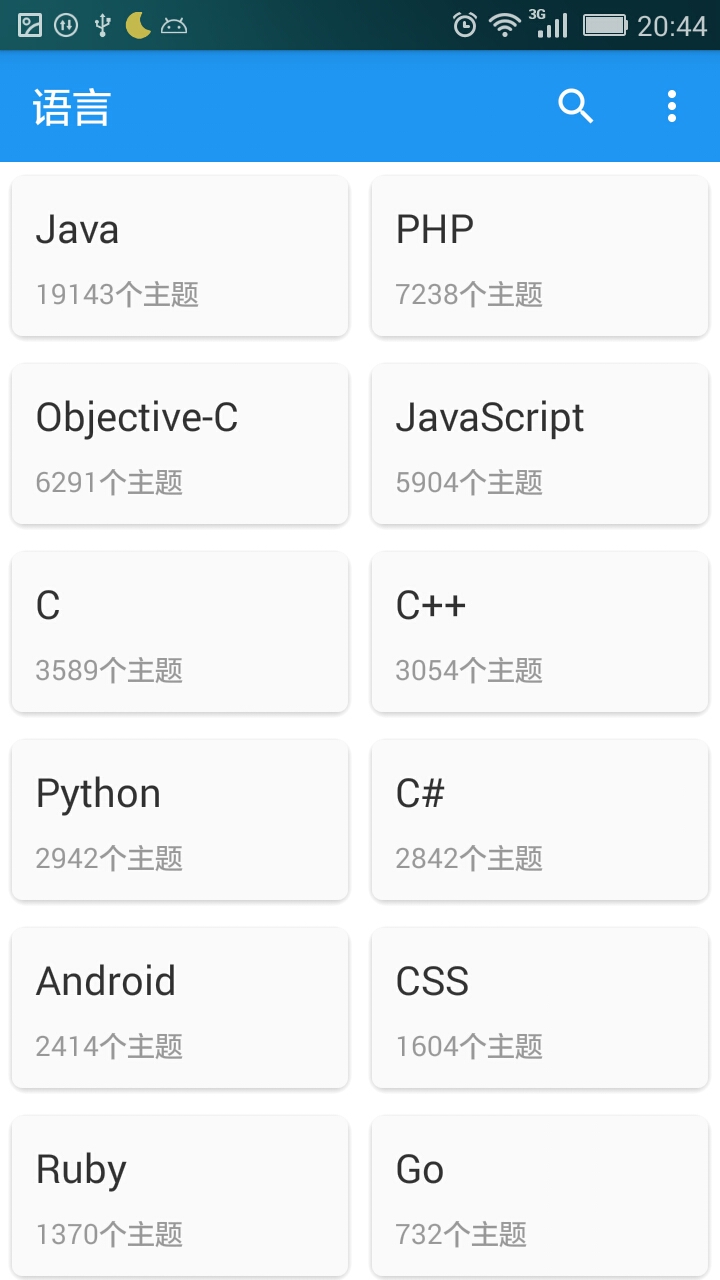 3G 20:44
语言
Java
19143个主题
PHP
7238个主题
Objective-C
6291个主题
JavaScript
5904个主题
C
3589个主题
C++
3054个主题
Python
2942个主题
C#
2842个主题
Android
2414个主题
CSS
1604个主题
Ruby
1370个主题
Go
732个主题